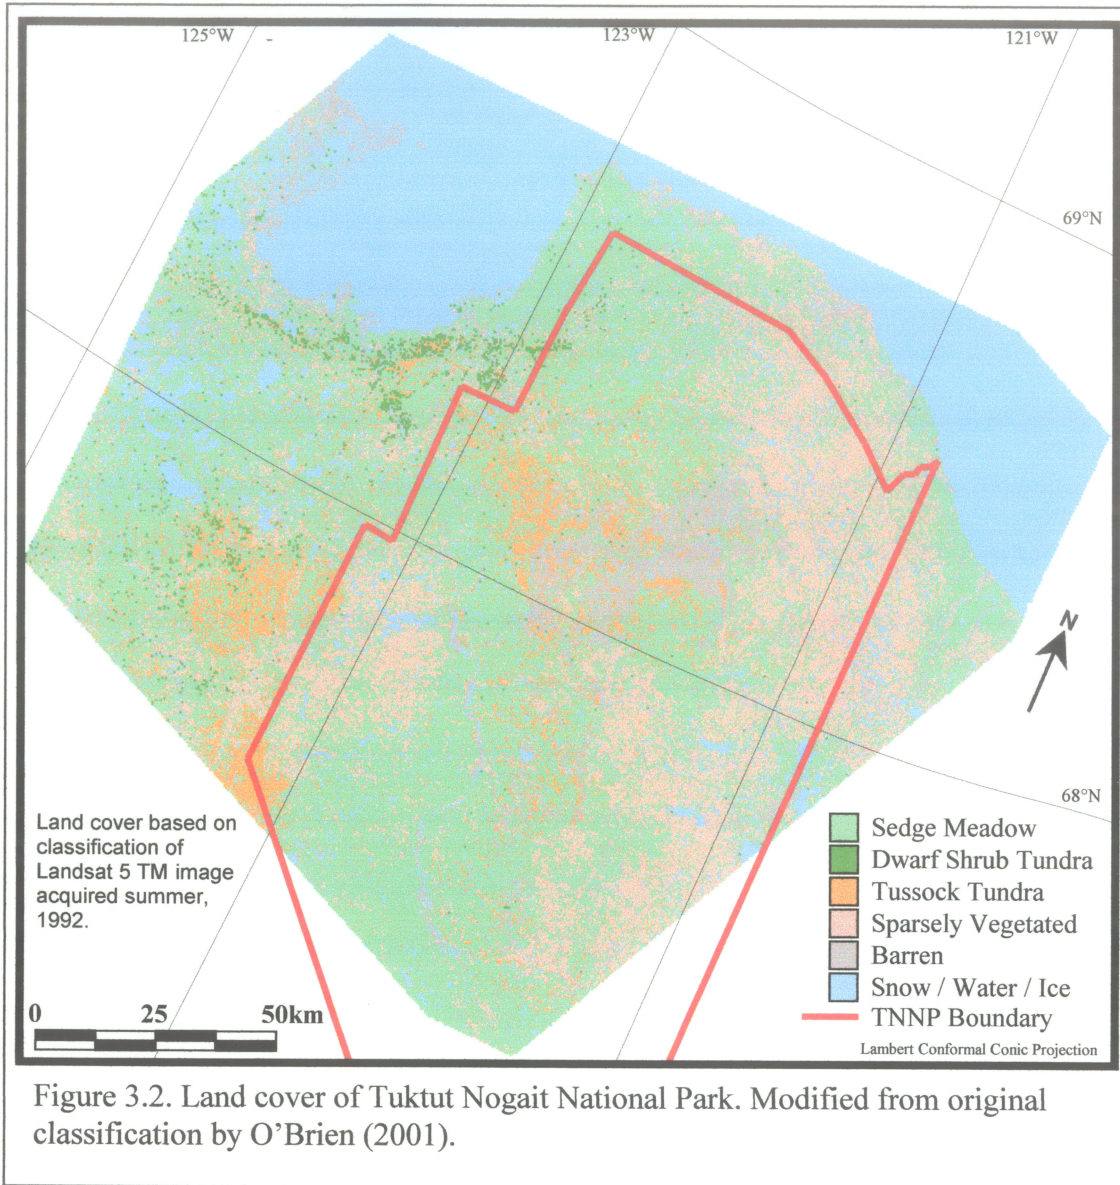 125°W
123°W
121°W
69°N
N
68°N
Land cover based on
classification of
Landsat 5 TM image
acquired summer,
1992.
Sedge Meadow
Dwarf Shrub Tundra
Tussock Tundra
Sparsely Vegetated
Barren
Snow / Water / Ice
TNNP Boundary
0 25 50km
Lambert Conformal Conic Projection
Figure 3.2. Land cover of Tuktut Nogait National Park. Modified from original
classification by O'Brien (2001).